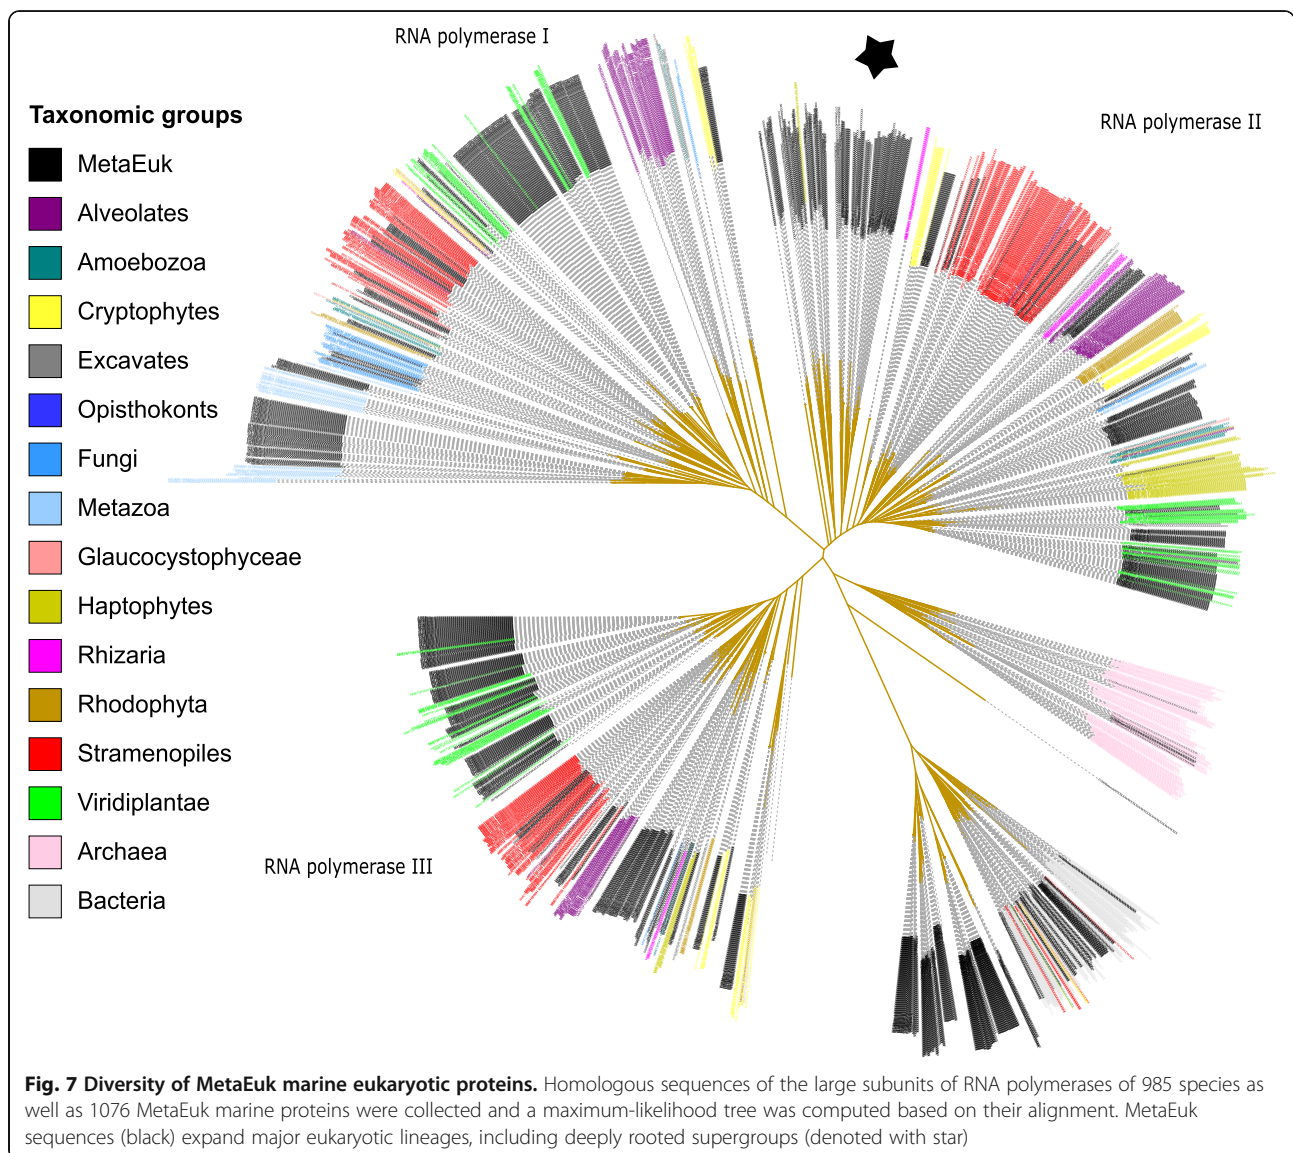 RNA polymerase I
RNA polymerase II
Taxonomic groups
MetaEuk
Alveolates
Amoebozoa
Cryptophytes
Excavates
Opisthokonts
Fungi
Metazoa
Glaucocystophyceae
Haptophytes
Rhizaria
Rhodophyta
Stramenopiles
Viridiplantae
Archaea
Bacteria
RNA polymerase III
Fig. 7 Diversity of MetaEuk marine eukaryotic proteins. Homologous sequences of the large subunits of RNA polymerases of 985 species as
well as 1076 MetaEuk marine proteins were collected and a maximum-likelihood tree was computed based on their alignment. MetaEuk
sequences (black) expand major eukaryotic lineages, including deeply rooted supergroups (denoted with star)